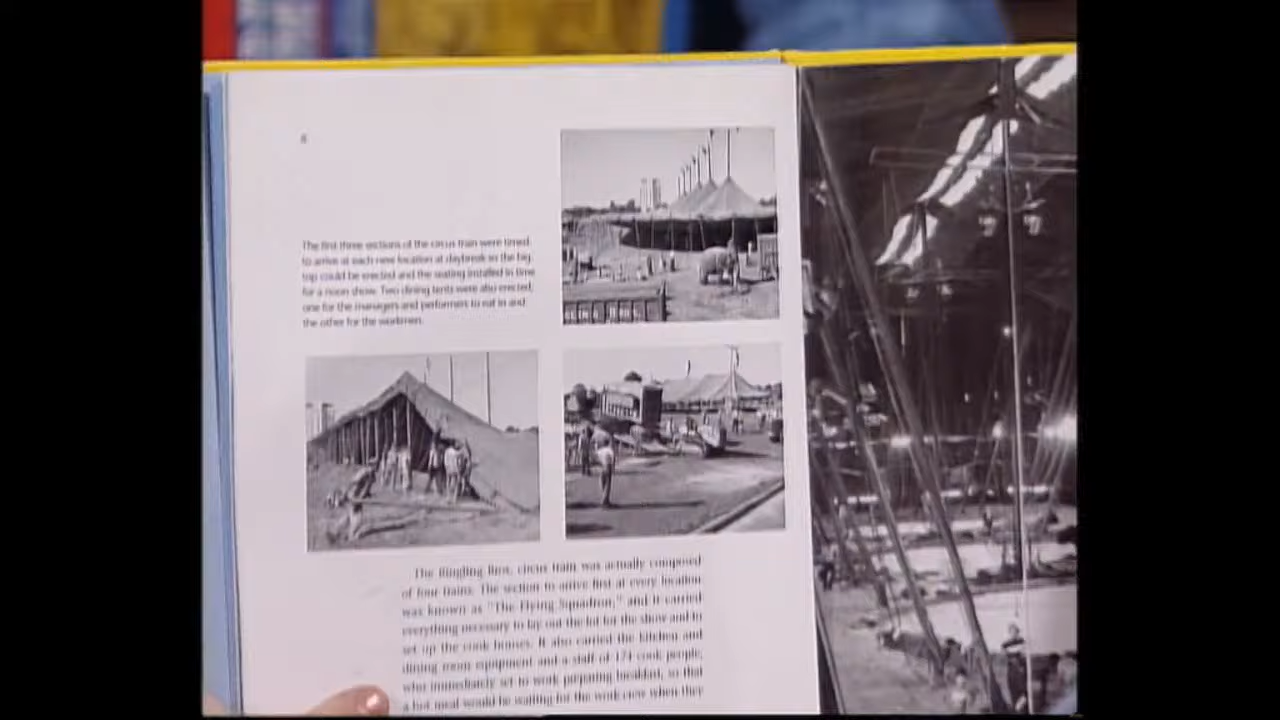 The first three sections of the circus train were timed
to arrive at each new location at daybreak so the big
top could be erected and the seating installed in time
for a noon show. Two dining tents were also erected,
one for the managers and performers to eat in and
the other for the workmen.
The Ringling Bros. circus train was actually composed
of four trains. The section to arrive first at every location
was known as "The Flying Squadron," and it carried
everything necessary to lay out the lot for the show and to
set up the cook houses. It also carried the kitchen and
dining room equipment and a staff of 174 cook people,
who immediately set to work preparing breakfast, so that
a hot meal would be waiting for the work crew when they